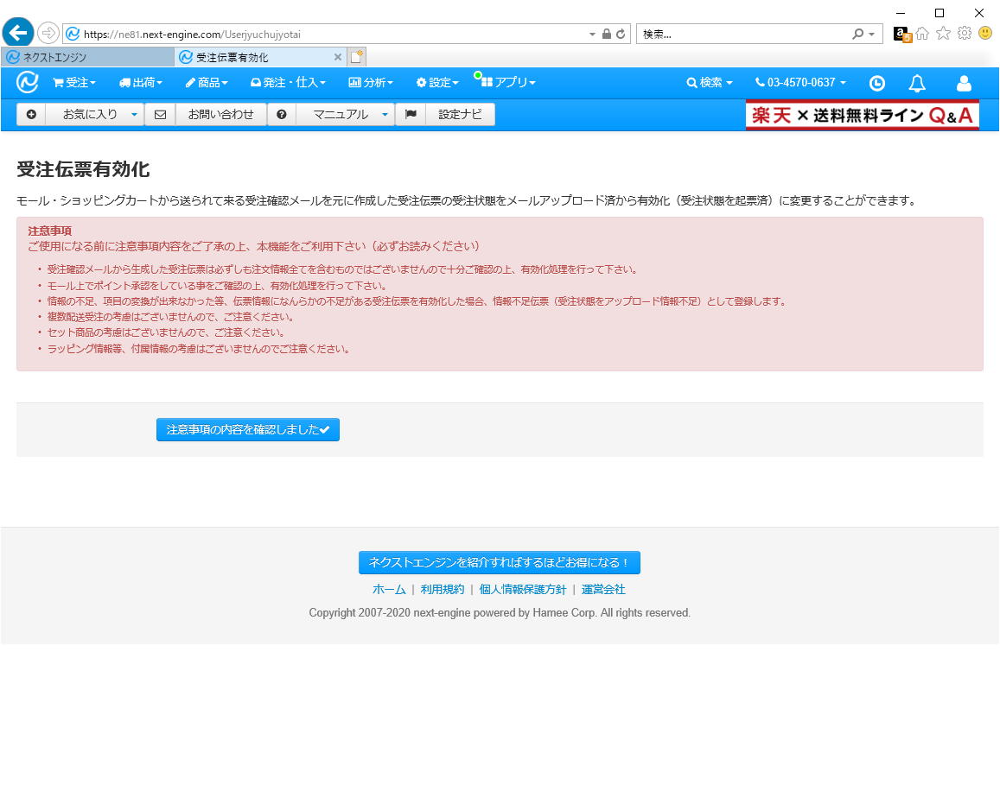 https://ne81.next-engine.com/Userjyuchujyotai
検索...
a 5
ネクストエンジン
受注伝票有効化
受注 出荷 商品 発注・仕入 分析 設定 アプリ 検索 03-4570-0637
お気に入り お問い合わせ マニュアル 設定ナビ
楽天×送料無料ライン Q&A
受注伝票有効化
モール・ショッピングカートから送られて来る受注確認メールを元に作成した受注伝票の受注状態をメールアップロード済から有効化（受注状態を起票済）に変更することができます。
注意事項
ご使用になる前に注意事項内容をご了承の上、本機能をご利用下さい（必ずお読みください）
・ 受注確認メールから生成した受注伝票は必ずしも注文情報全てを含むものではございませんので十分ご確認の上、有効化処理を行って下さい。
・ モール上でポイント承認をしている事をご確認の上、有効化処理を行って下さい。
・ 情報の不足、項目の変換が出来なかった等、伝票情報になんらかの不足がある受注伝票を有効化した場合、情報不足伝票（受注状態をアップロード情報不足）として登録します。
・ 複数配送受注の考慮はございませんので、ご注意ください。
・ セット商品の考慮はございませんので、ご注意ください。
・ ラッピング情報等、付属情報の考慮はございませんのでご注意ください。
注意事項の内容を確認しました
ネクストエンジンを紹介すればするほどお得になる！
ホーム | 利用規約 | 個人情報保護方針 | 運営会社
Copyright 2007-2020 next-engine powered by Hamee Corp. All rights reserved.